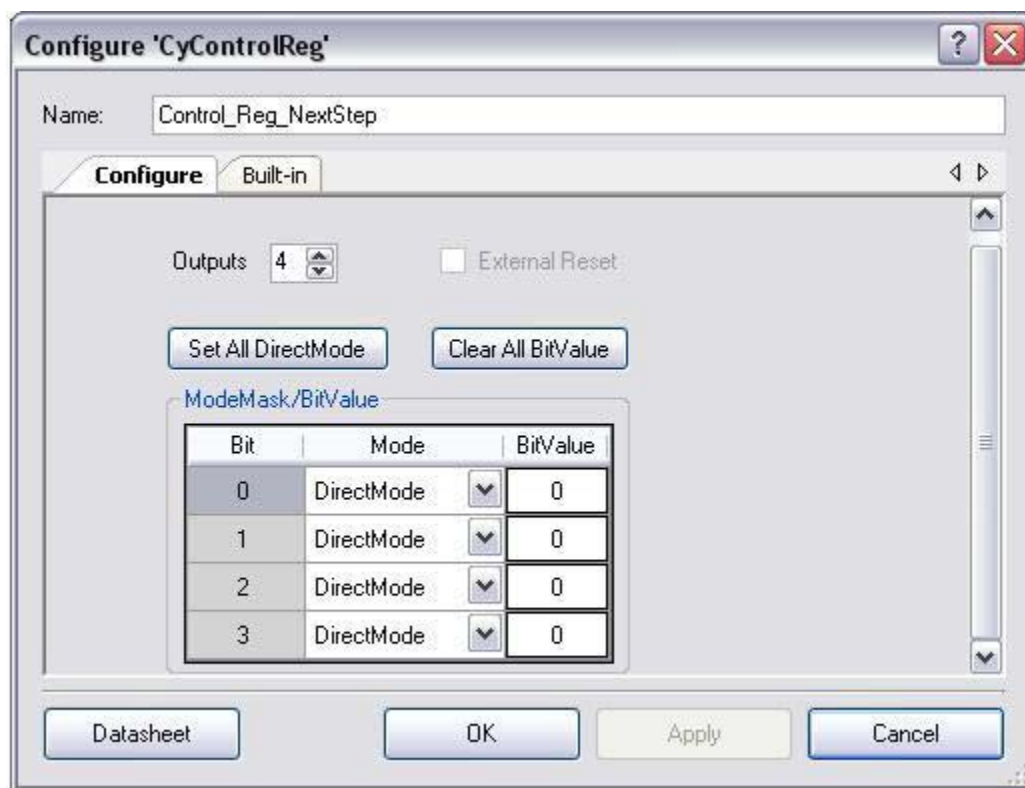 Configure 'CyControlReg'
Name: Control_Reg_NextStep
Configure Built-in
Outputs 4 External Reset
Set All DirectMode Clear All BitValue
ModeMask/BitValue
Bit Mode BitValue
0 DirectMode 0
1 DirectMode 0
2 DirectMode 0
3 DirectMode 0
Datasheet OK Apply Cancel